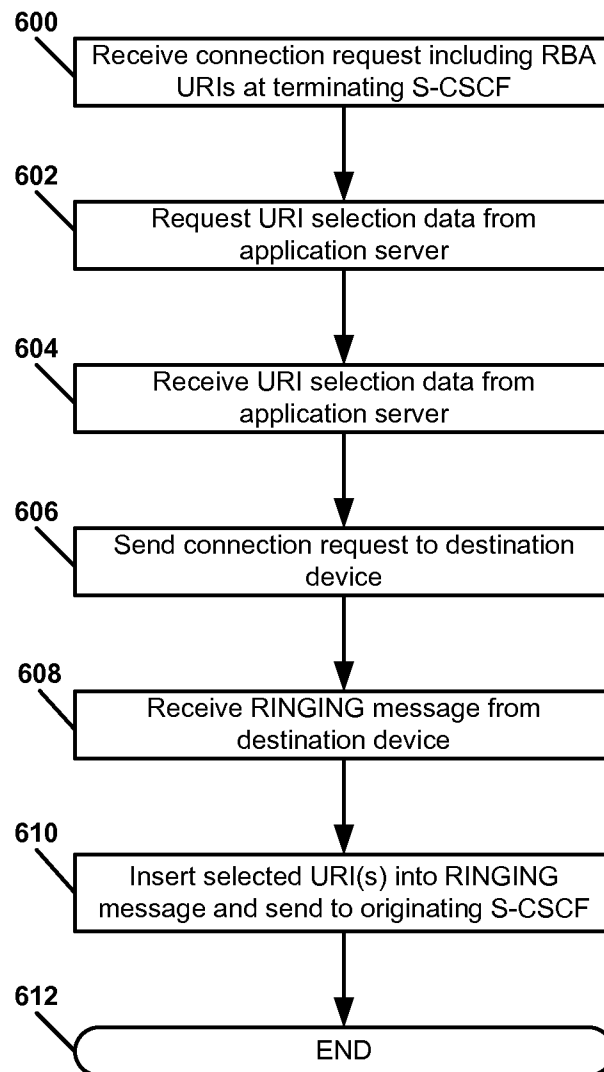 600
Receive connection request including RBA
URIs at terminating S-CSCF
602
Request URI selection data from
application server
604
Receive URI selection data from
application server
606
Send connection request to destination
device
608
Receive RINGING message from
destination device
610
Insert selected URI(s) into RINGING
message and send to originating S-CSCF
612
END